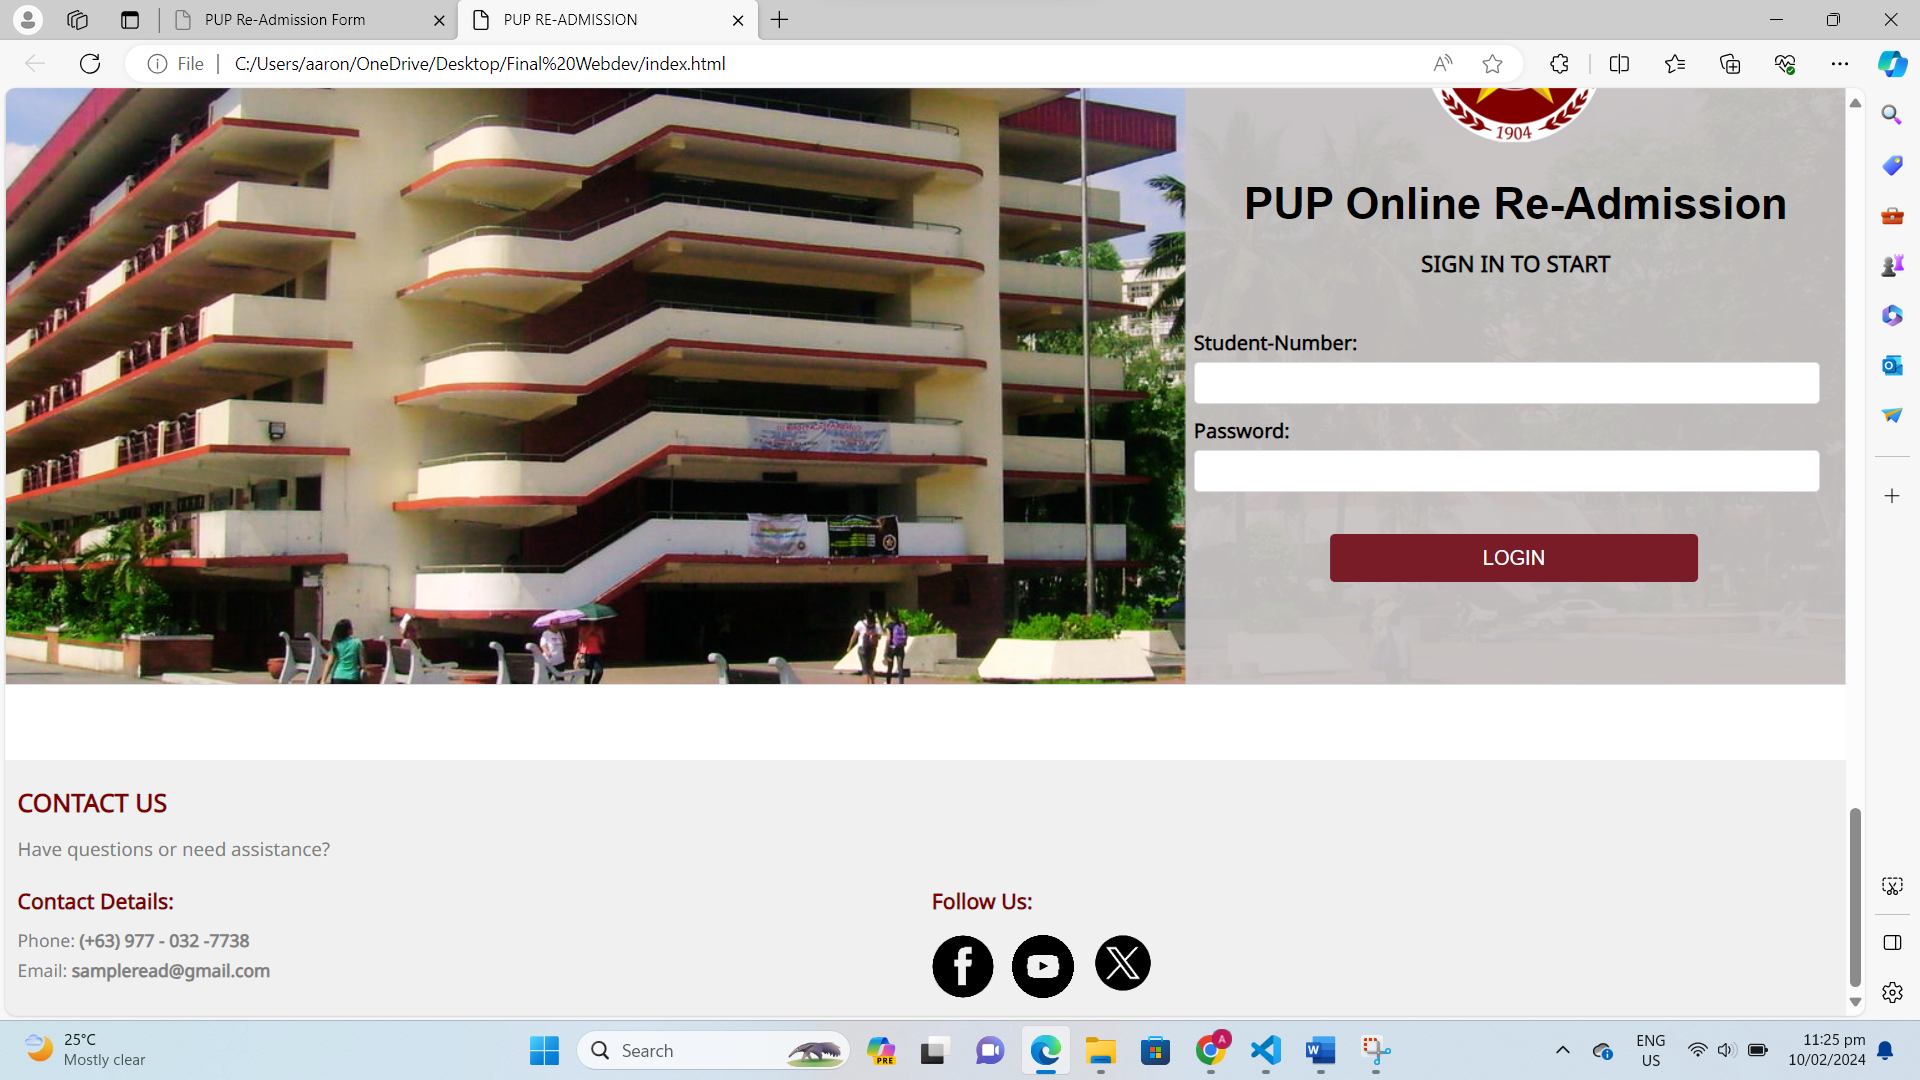 PUP Re-Admission Form
PUP RE-ADMISSION
File
C:/Users/aaron/OneDrive/Desktop/Final%20Webdev/index.html
1904
PUP Online Re-Admission
SIGN IN TO START
Student-Number:
Password:
LOGIN
CONTACT US
Have questions or need assistance?
Contact Details:
Follow Us:
Phone: (+63) 977 - 032 -7738
Email: sampleread@gmail.com
25°C
Mostly clear
Search
PRE
A
ENG
US
11:25 pm
10/02/2024